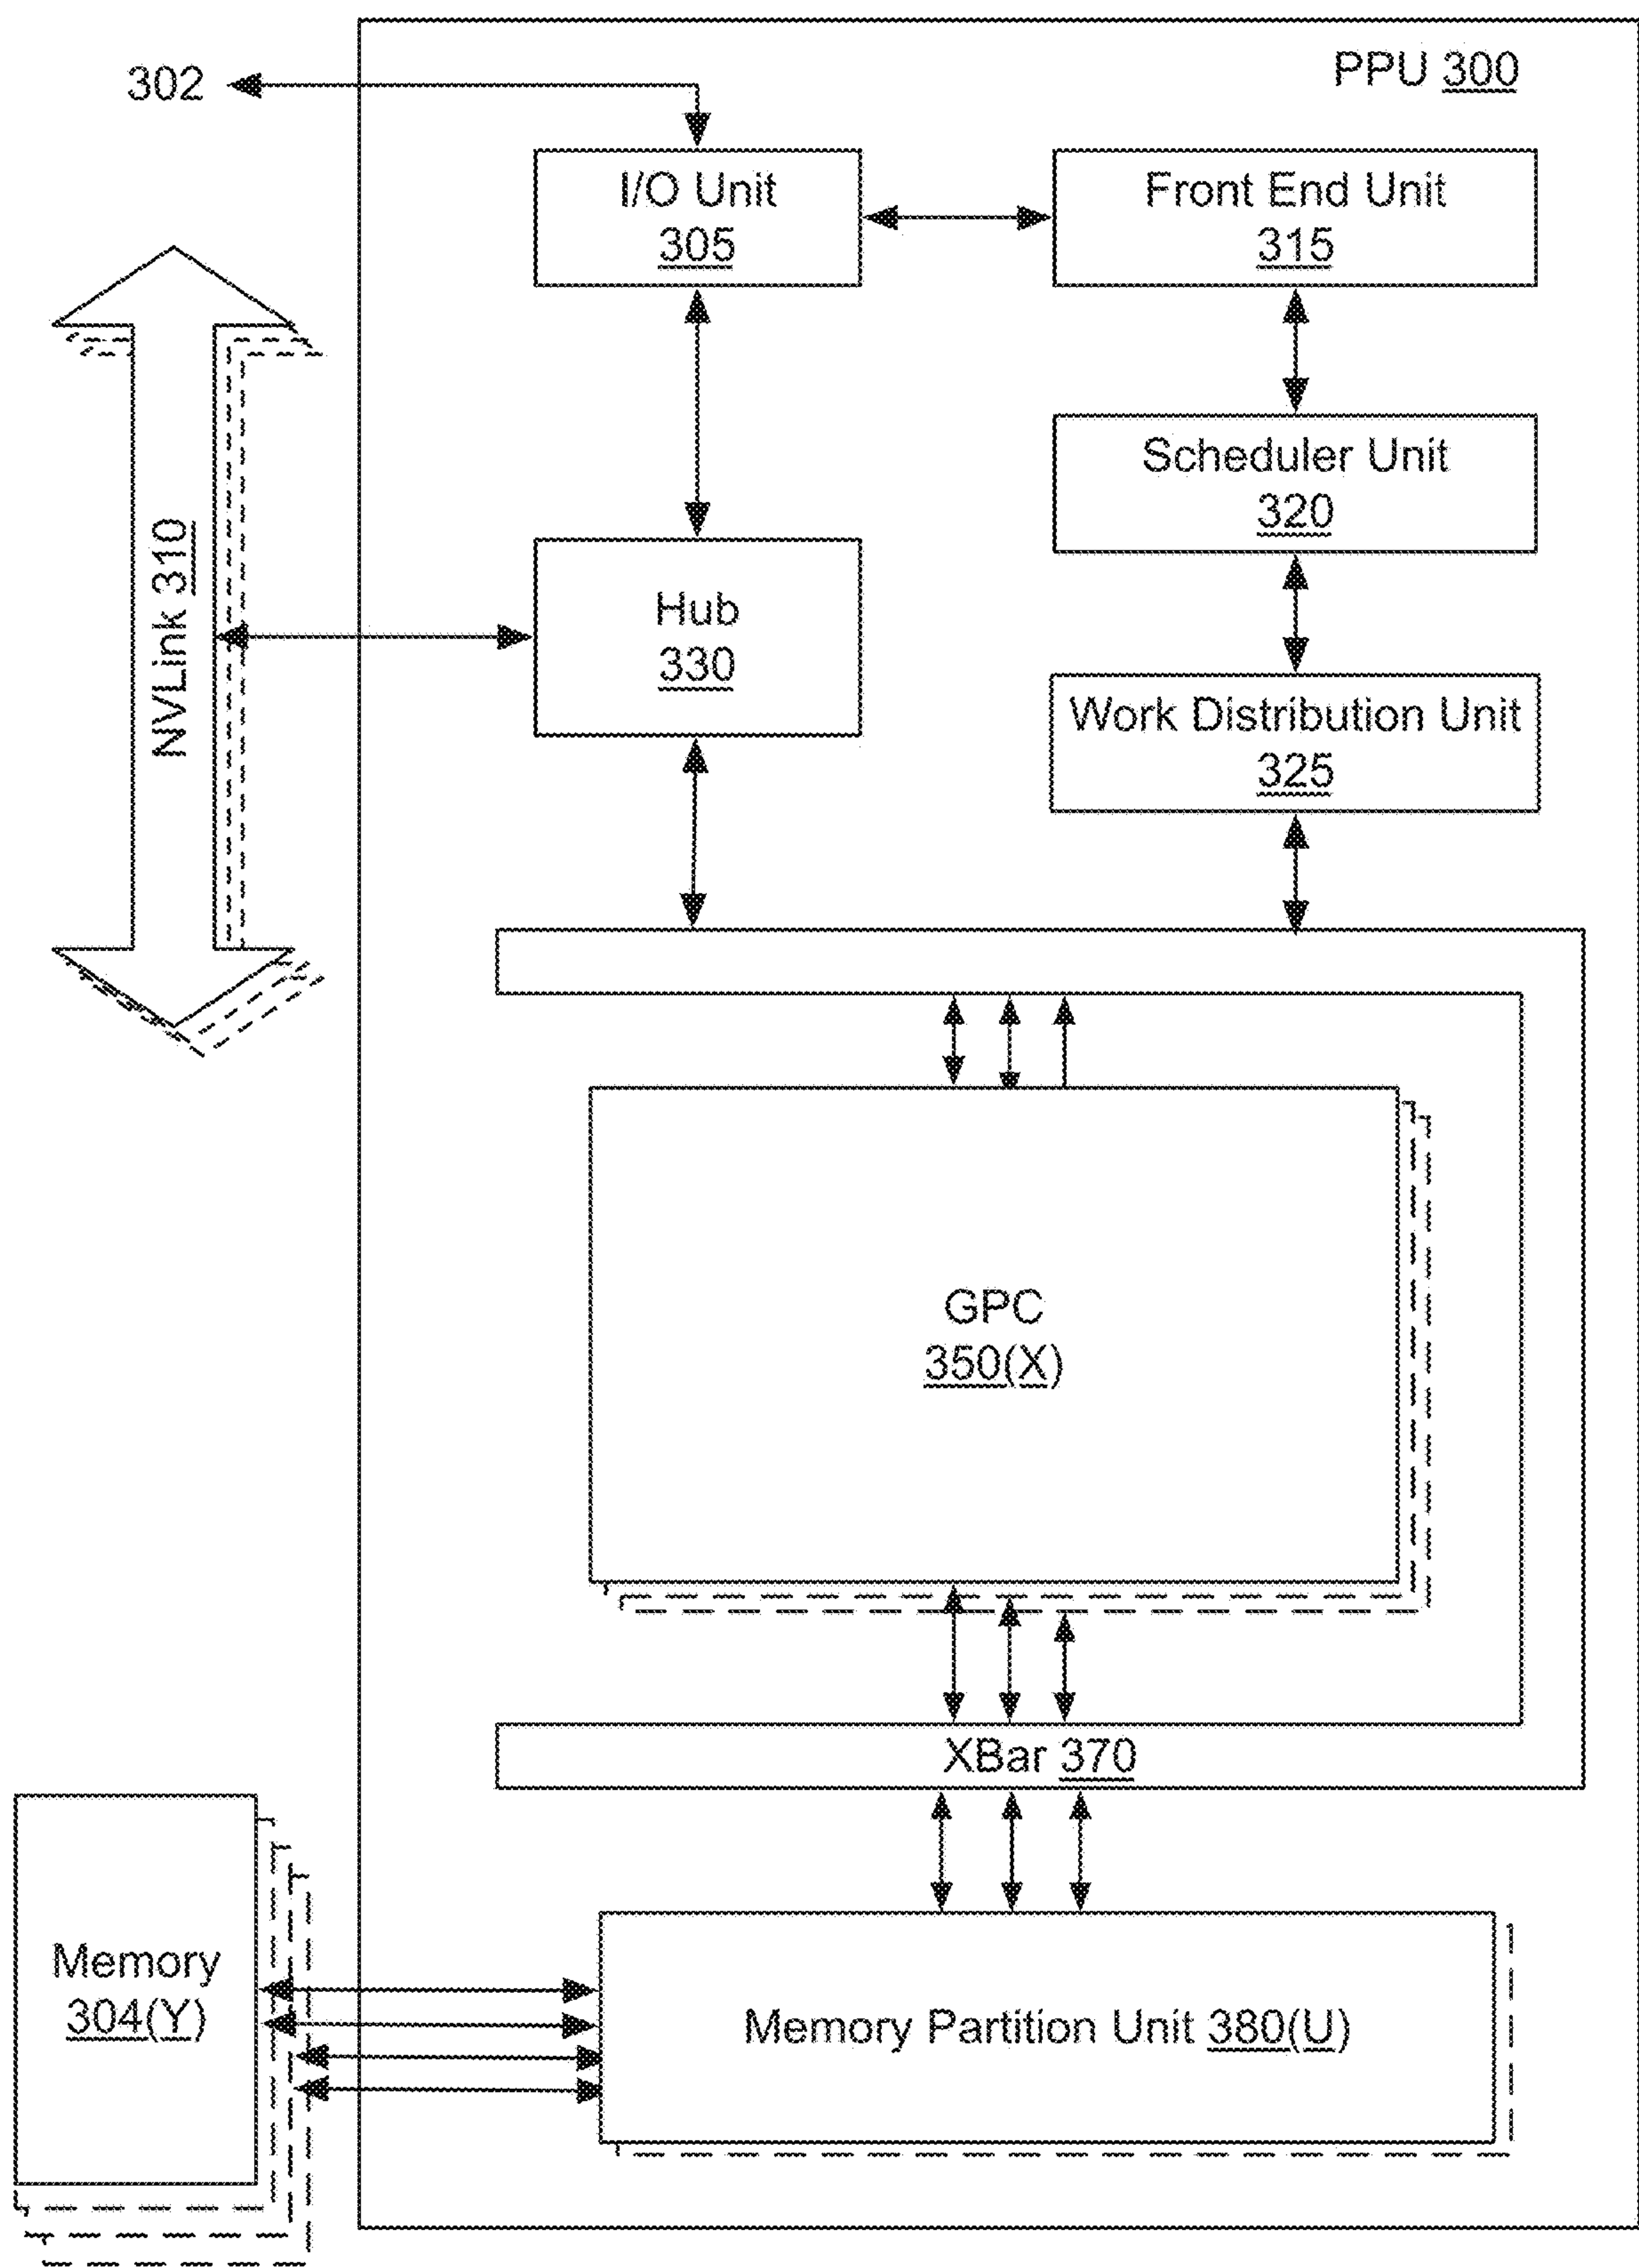 PPU 300
302
I/O Unit
305
Front End Unit
315
Scheduler Unit
320
NVLink 310
Hub
330
Work Distribution Unit
325
GPC
350(X)
XBar 370
Memory
304(Y)
Memory Partition Unit 380(U)